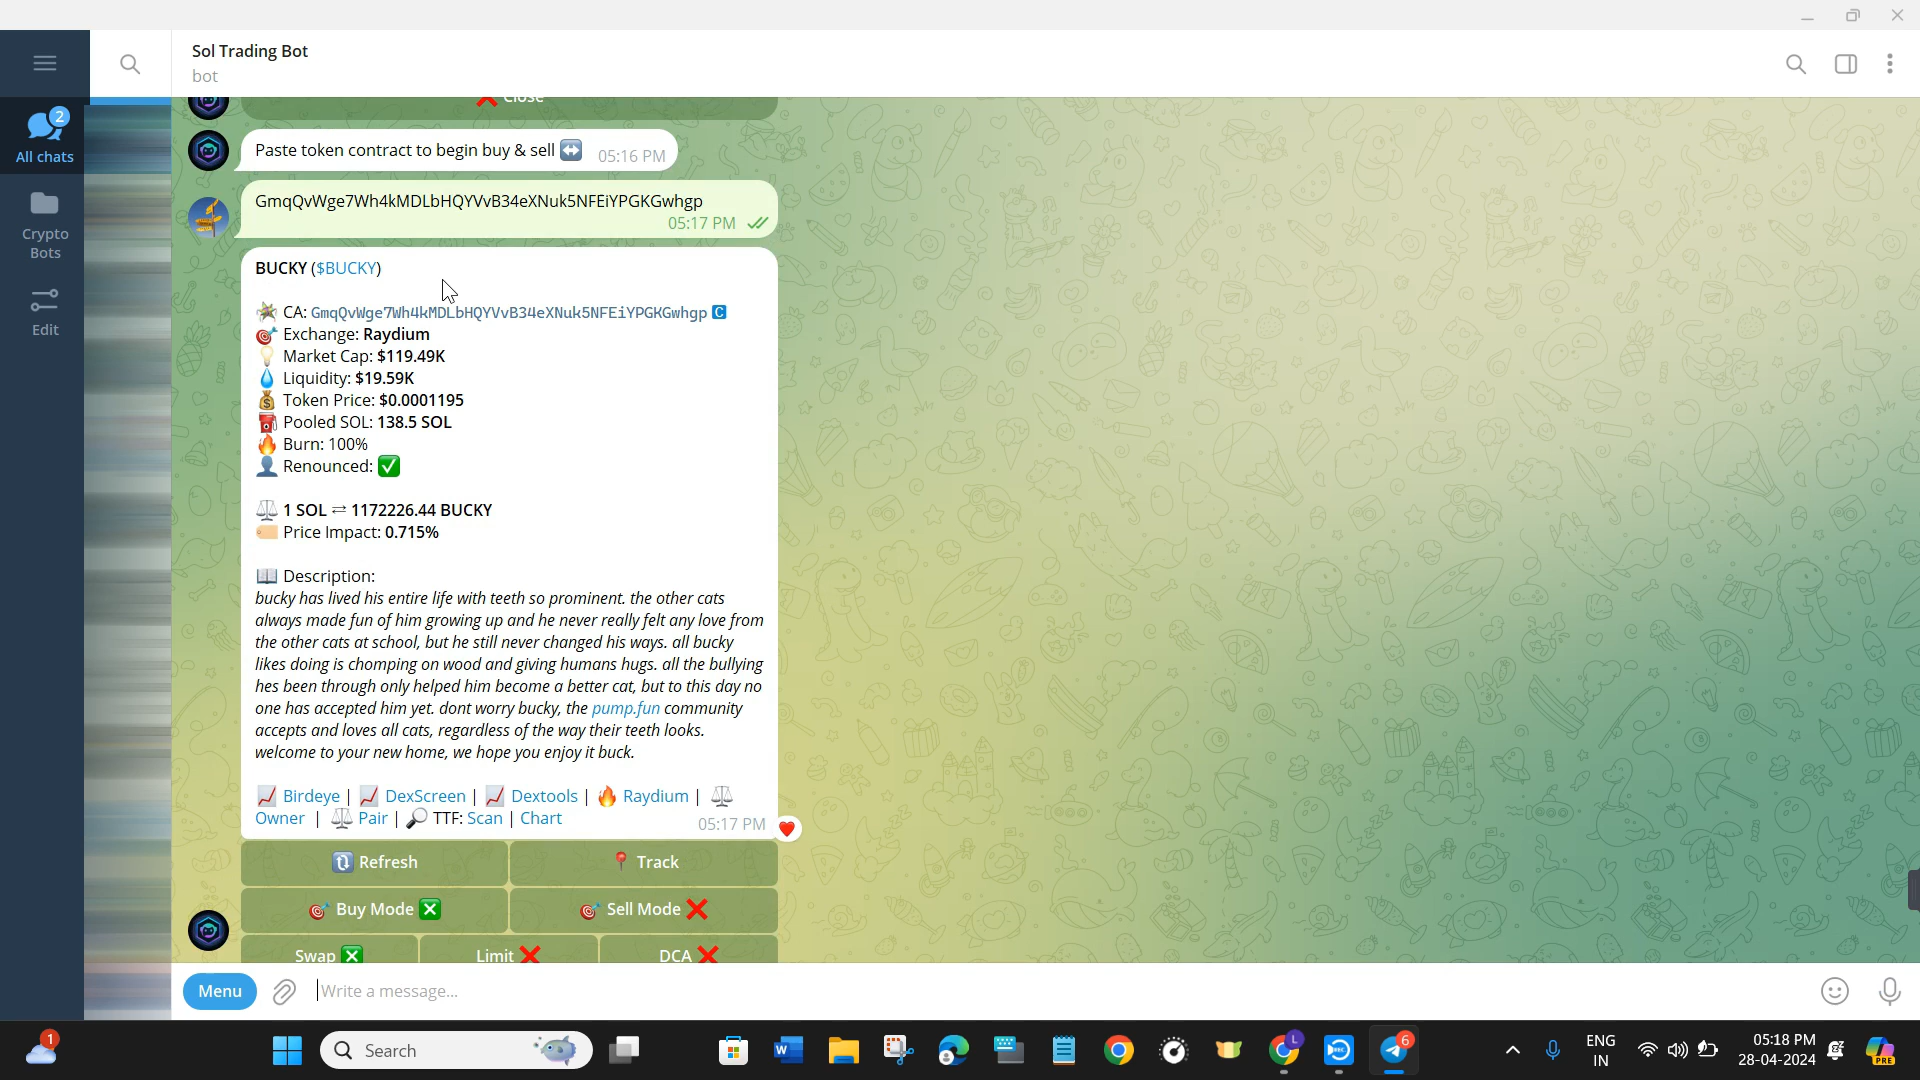 Sol Trading Bot
bot
2
All chats
Crypto
Bots
Edit
Close
Paste token contract to begin buy & sell
05:16 PM
GmqQvWge7Wh4kMDLbHQYVvB34eXNuk5NFEiYPGKGwhgp
05:17 PM
BUCKY ($BUCKY)
CA: GmqQvWge7Wh4kMDLbHQYVvB34eXNuk5NFEiYPGKGwhgp C
Exchange: Raydium
Market Cap: $119.49K
Liquidity: $19.59K
Token Price: $0.0001195
Pooled SOL: 138.5 SOL
Burn: 100%
Renounced: ✅
1 SOL ⇄ 1172226.44 BUCKY
Price Impact: 0.715%
Description:
bucky has lived his entire life with teeth so prominent. the other cats
always made fun of him growing up and he never really felt any love from
the other cats at school, but he still never changed his ways. all bucky
likes doing is chomping on wood and giving humans hugs. all the bullying
hes been through only helped him become a better cat, but to this day no
one has accepted him yet. dont worry bucky, the pump.fun community
accepts and loves all cats, regardless of the way their teeth looks.
welcome to your new home, we hope you enjoy it buck.
Birdeye | DexScreen | Dextools | Raydium |
Owner | Pair | TTF: Scan | Chart
05:17 PM
Refresh
Track
Buy Mode ❎
Sell Mode ❌
Swap ❎
Limit ❌
DCA ❌
Menu
Write a message...
1
Search
W
L
REC
6
ENG
IN
05:18 PM
28-04-2024
PRE